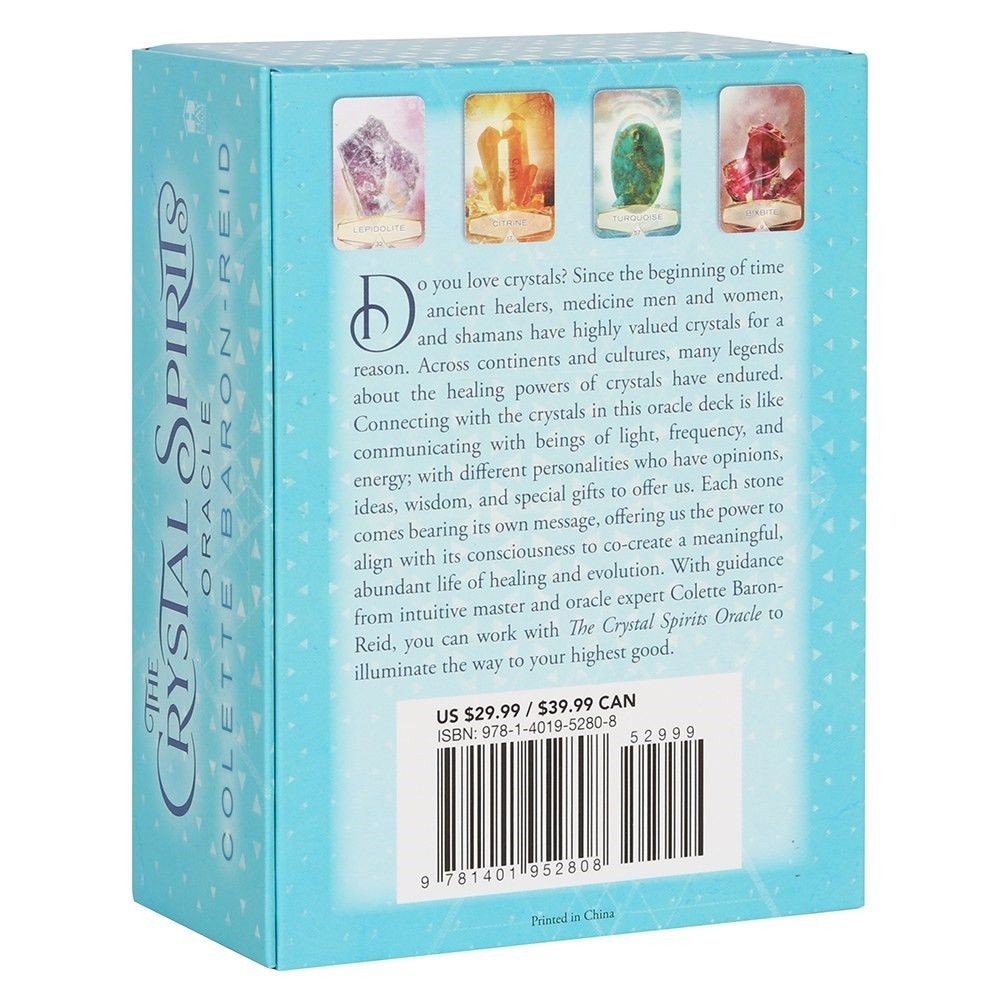 THE
CRYSTAL SPIRITS
ORACLE
COLETTE BARON-REID
LEPIDOLITE
CITRINE
TURQUOISE
BIXBITE
Do you love crystals? Since the beginning of time
ancient healers, medicine men and women,
and shamans have highly valued crystals for a
reason. Across continents and cultures, many legends
about the healing powers of crystals have endured.
Connecting with the crystals in this oracle deck is like
communicating with beings of light, frequency, and
energy; with different personalities who have opinions,
ideas, wisdom, and special gifts to offer us. Each stone
comes bearing its own message, offering us the power to
align with its consciousness to co-create a meaningful,
abundant life of healing and evolution. With guidance
from intuitive master and oracle expert Colette Baron-
Reid, you can work with The Crystal Spirits Oracle to
illuminate the way to your highest good.
US $29.99 / $39.99 CAN
ISBN: 978-1-4019-5280-8
52999
9 781401 952808
Printed in China